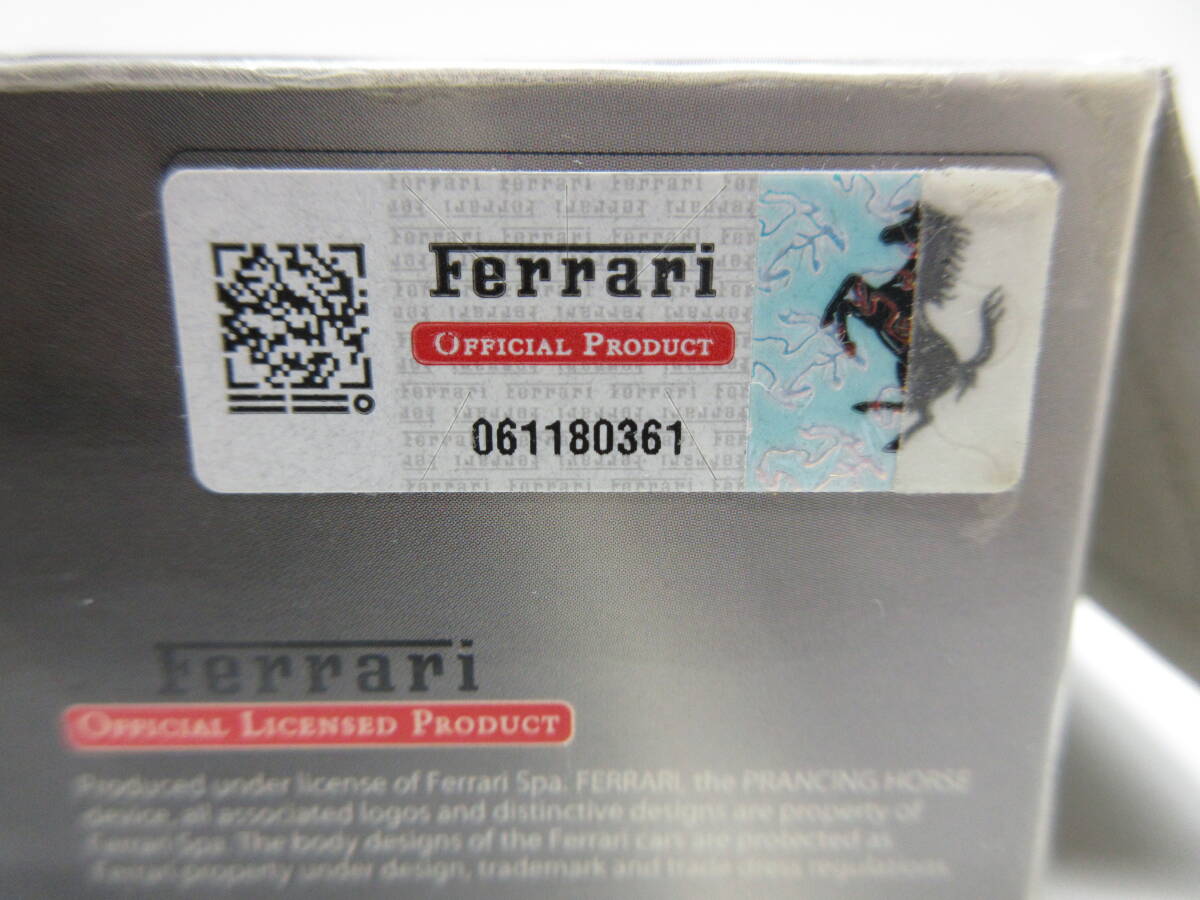 Ferrari
OFFICIAL PRODUCT
061180361
Ferrari
OFFICIAL LICENSED PRODUCT
Produced under license of Ferrari Spa. FERRARI, the PRANCING HORSE
device, all associated logos and distinctive designs are property of
Ferrari Spa. The body designs of the Ferrari cars are protected as
Ferrari property under design, trademark and trade dress regulations.